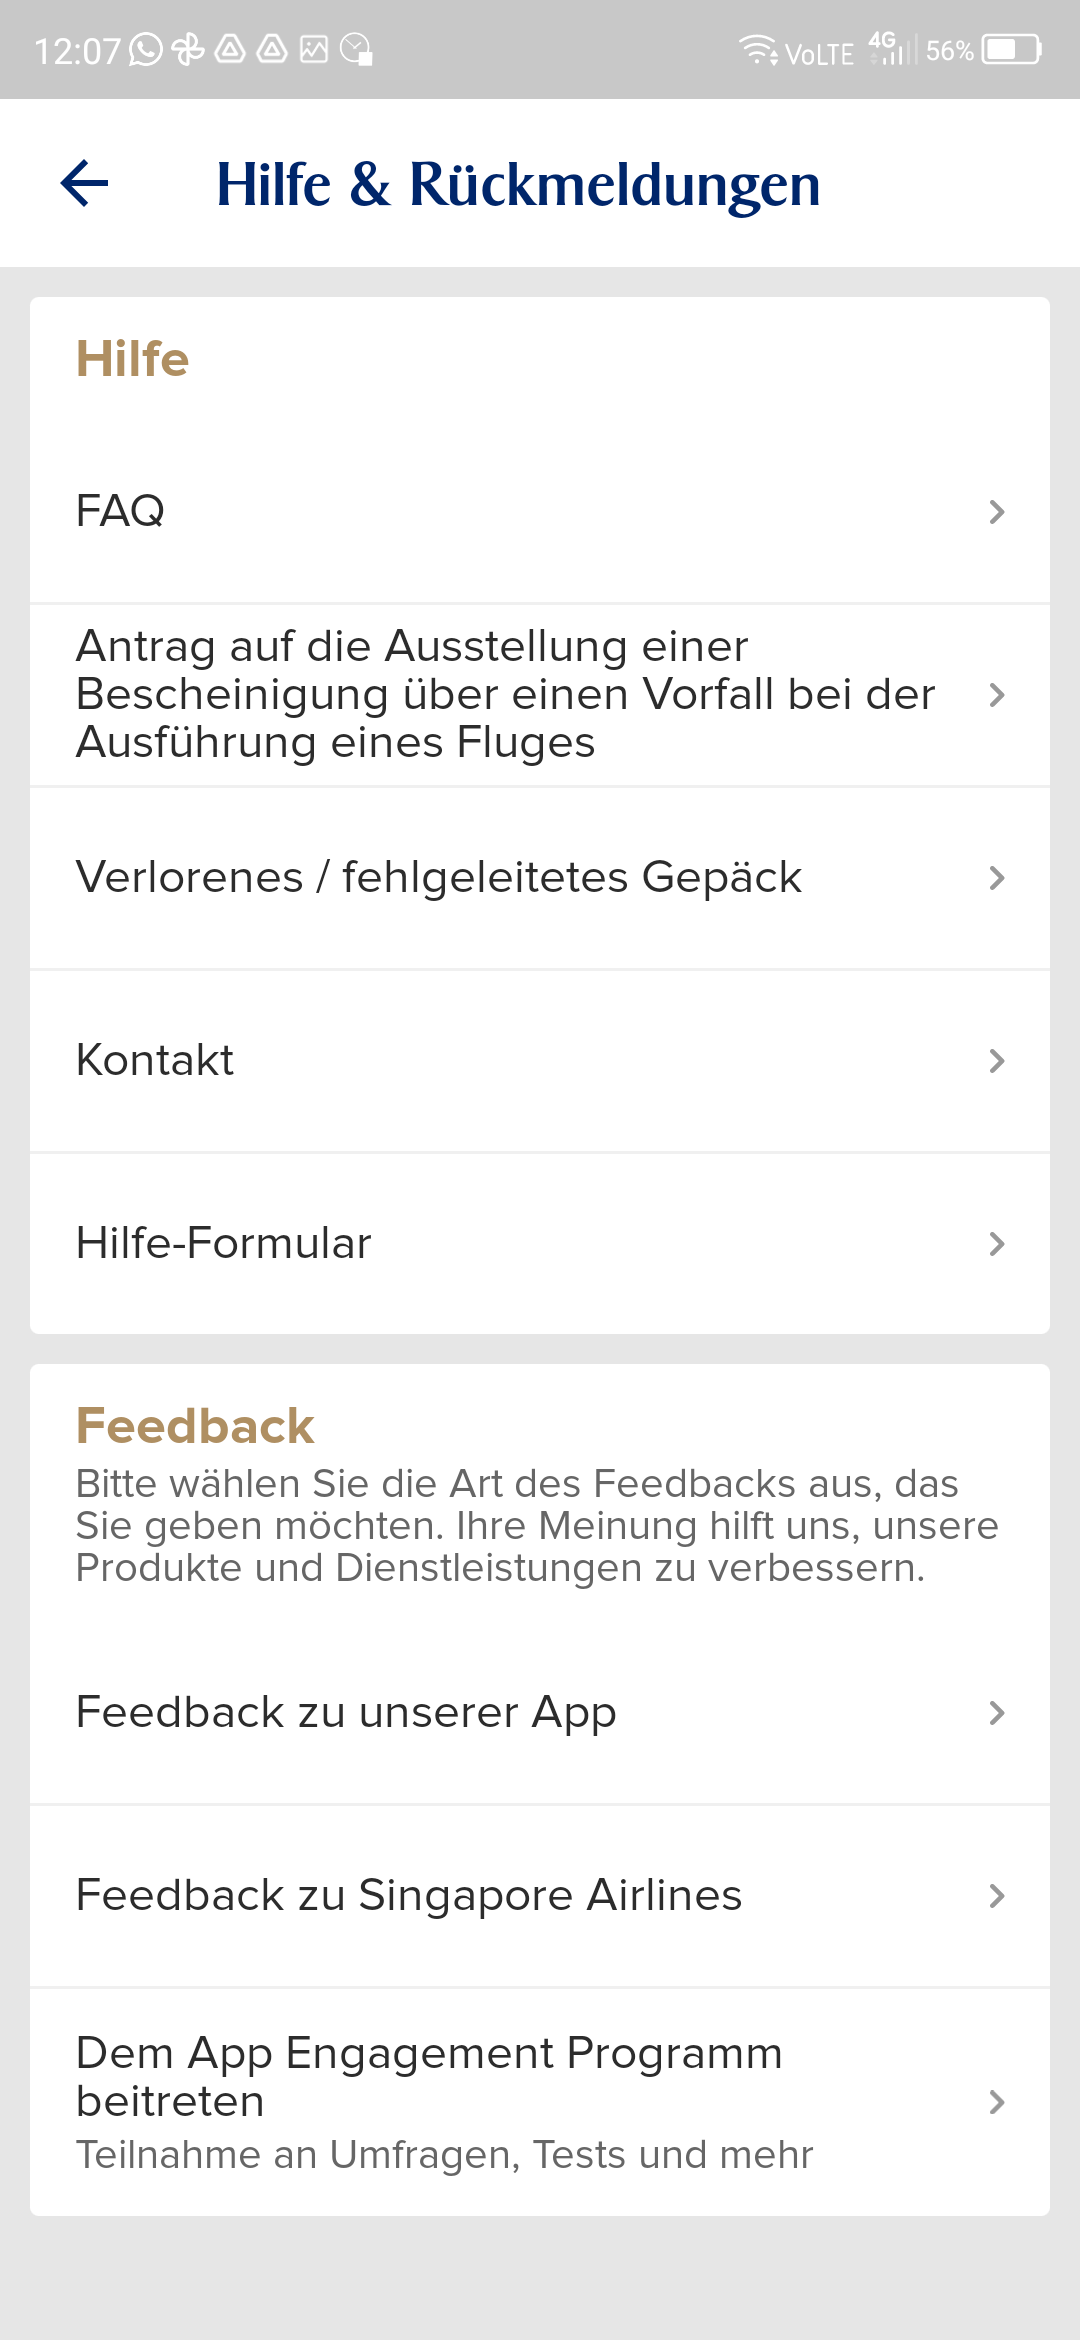 12:07 VoLTE 4G 56%
Hilfe & Rückmeldungen
Hilfe
FAQ
Antrag auf die Ausstellung einer
Bescheinigung über einen Vorfall bei der
Ausführung eines Fluges
Verlorenes / fehlgeleitetes Gepäck
Kontakt
Hilfe-Formular
Feedback
Bitte wählen Sie die Art des Feedbacks aus, das
Sie geben möchten. Ihre Meinung hilft uns, unsere
Produkte und Dienstleistungen zu verbessern.
Feedback zu unserer App
Feedback zu Singapore Airlines
Dem App Engagement Programm
beitreten
Teilnahme an Umfragen, Tests und mehr